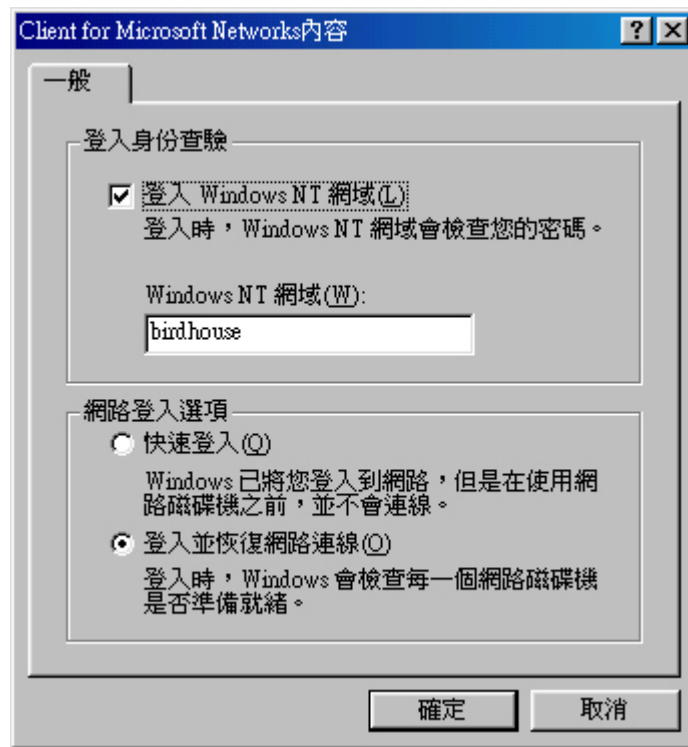 Client for Microsoft Networks內容
一般
登入身份查驗
登入 Windows NT 網域(L)
登入時，Windows NT 網域會檢查您的密碼。
Windows NT 網域(W):
birdhouse
網路登入選項
快速登入(Q)
Windows 已將您登入到網路，但是在使用網
路磁碟機之前，並不會連線。
登入並恢復網路連線(O)
登入時，Windows 會檢查每一個網路磁碟機
是否準備就緒。
確定
取消